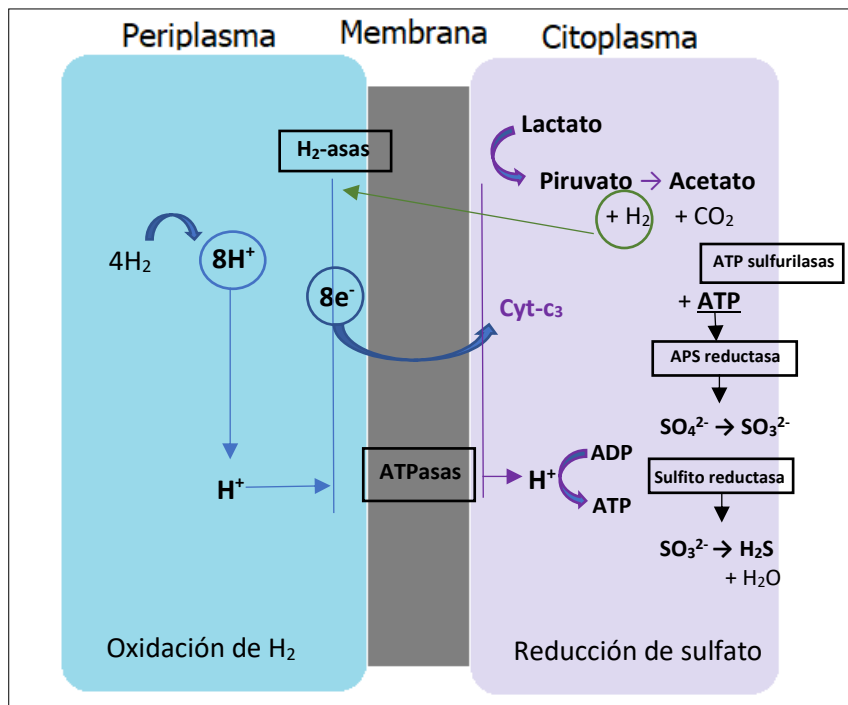 Periplasma
Membrana
Citoplasma
H₂-asas
4H₂
8H⁺
8e⁻
H⁺
Oxidación de H₂
ATPasas
Lactato
Piruvato → Acetato
+ H₂ + CO₂
Cyt-c₃
ATP sulfurilasas
+ ATP
APS reductasa
SO₄²⁻ → SO₃²⁻
H⁺
ADP
ATP
Sulfito reductasa
SO₃²⁻ → H₂S
+ H₂O
Reducción de sulfato